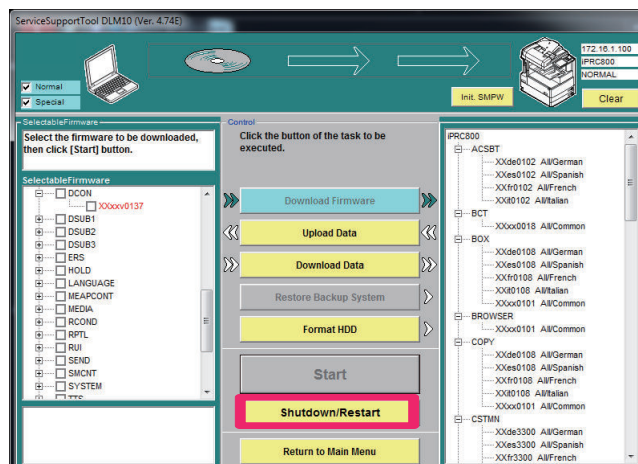 ServiceSupportTool DLM10 (Ver. 4.74E)
Normal
Special
172.16.1.100
iPRC800
NORMAL
Init. SMPW
Clear
SelectableFirmware
Select the firmware to be downloaded,
then click [Start] button.
SelectableFirmware
DCON
XXxxv0137
DSUB1
DSUB2
DSUB3
ERS
HOLD
LANGUAGE
MEAPCONT
MEDIA
RCOND
RPTL
RUI
SEND
SMCNT
SYSTEM
TTS
Control
Click the button of the task to be
executed.
Download Firmware
Upload Data
Download Data
Restore Backup System
Format HDD
Start
Shutdown/Restart
Return to Main Menu
iPRC800
ACSBT
XXde0102 All/German
XXes0102 All/Spanish
XXfr0102 All/French
XXit0102 All/Italian
BCT
XXxx0018 All/Common
BOX
XXde0108 All/German
XXes0108 All/Spanish
XXfr0108 All/French
XXit0108 All/Italian
XXxx0101 All/Common
BROWSER
XXxx0101 All/Common
COPY
XXde0108 All/German
XXes0108 All/Spanish
XXfr0108 All/French
XXit0108 All/Italian
XXxx0101 All/Common
CSTMN
XXde3300 All/German
XXes3300 All/Spanish
XXfr3300 All/French